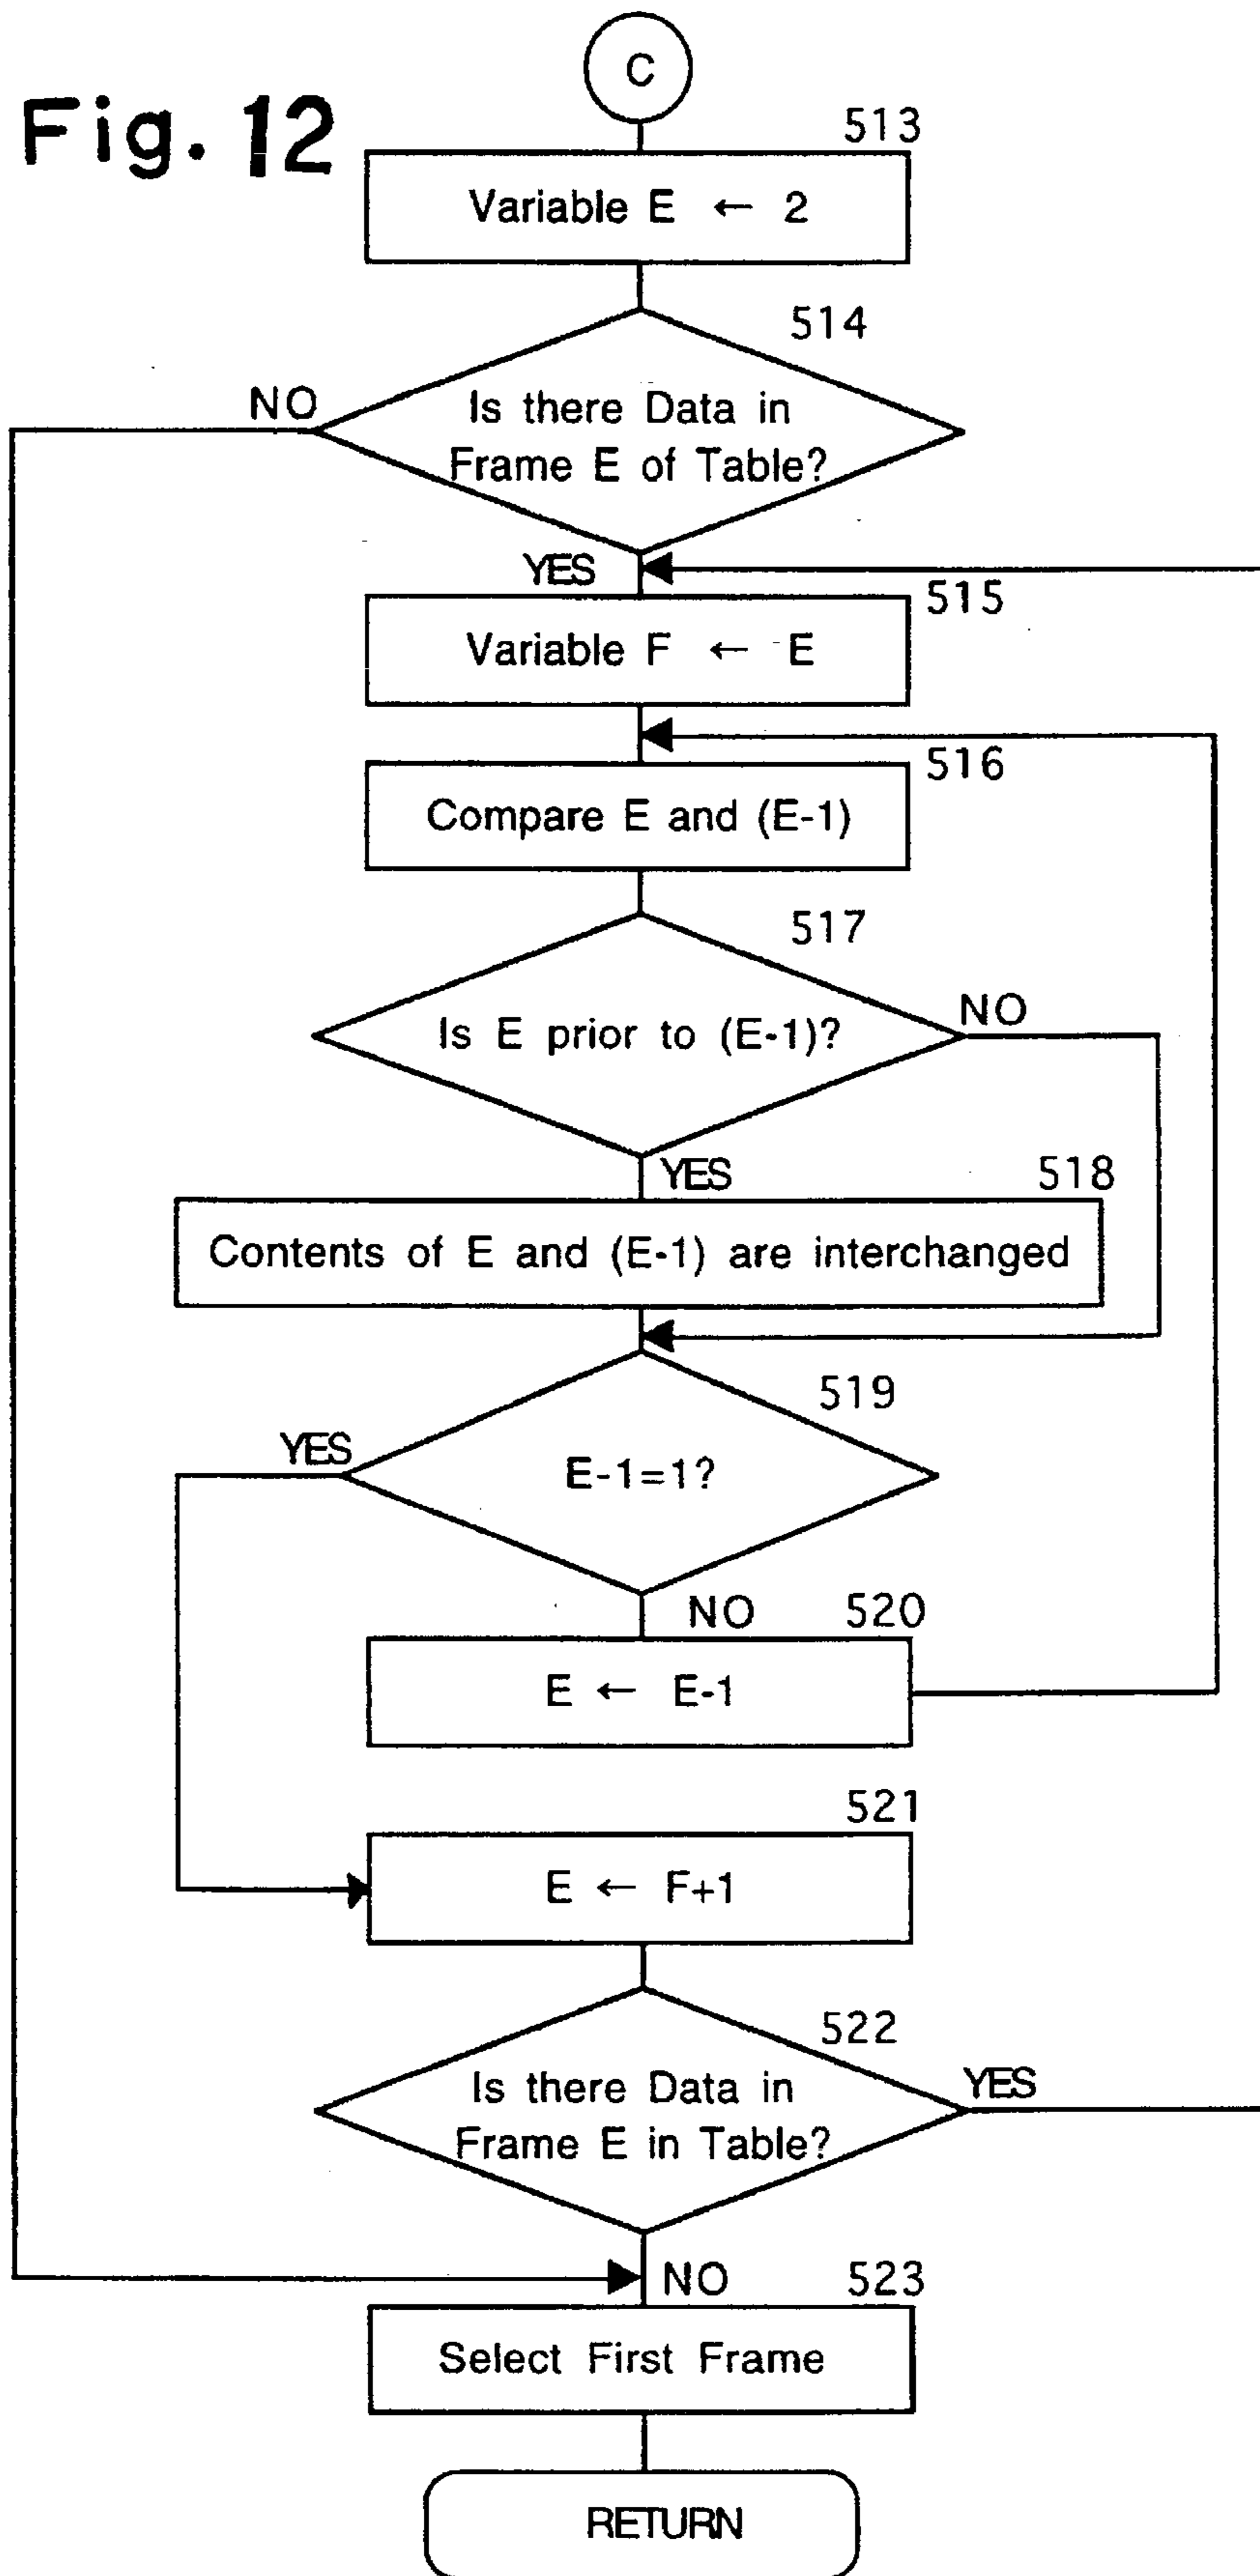 C
Fig. 12
513
Variable E ← 2
514
NO
Is there Data in
Frame E of Table?
YES
515
Variable F ← E
516
Compare E and (E-1)
517
Is E prior to (E-1)?
NO
YES
518
Contents of E and (E-1) are interchanged
519
YES
E-1=1?
NO
520
E ← E-1
521
E ← F+1
522
Is there Data in
Frame E in Table?
YES
NO
523
Select First Frame
RETURN